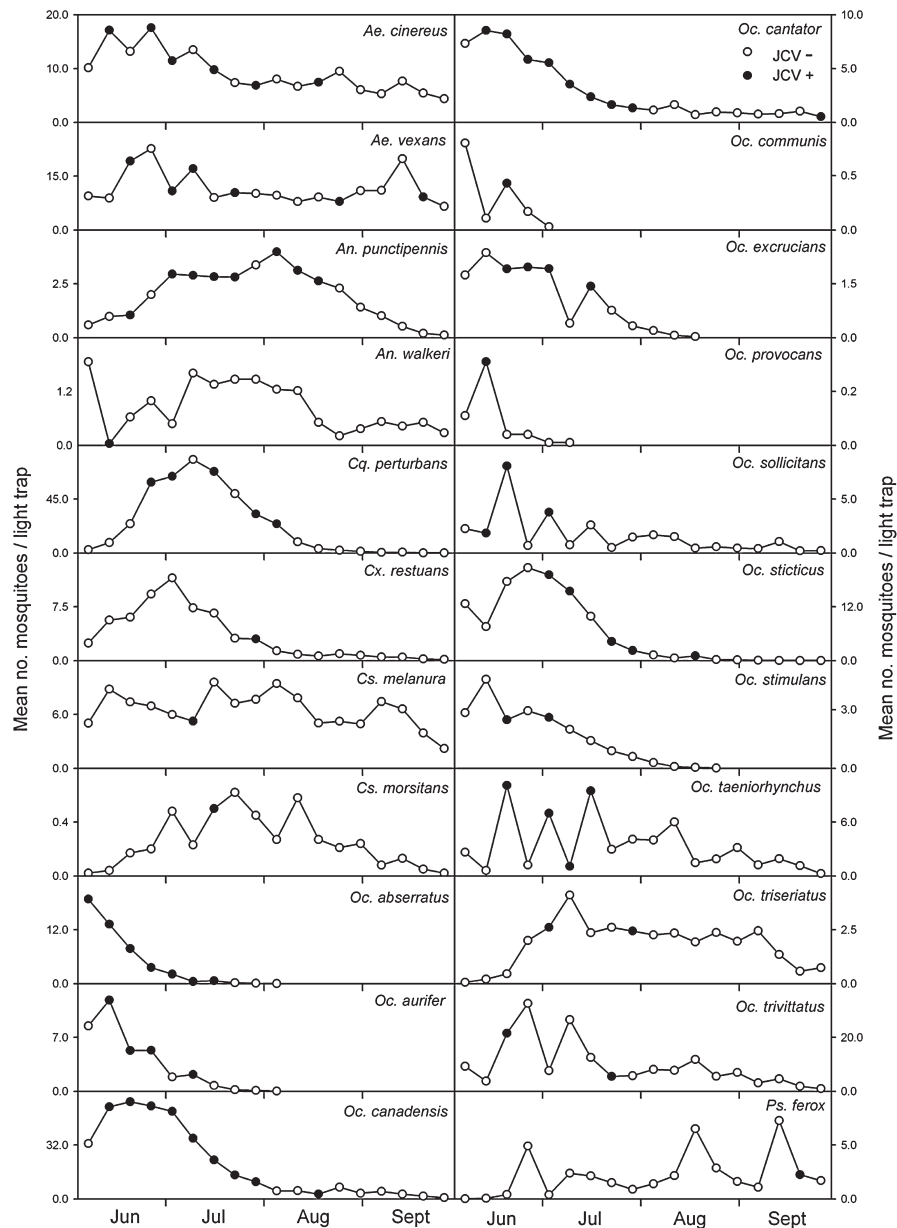 20.0
10.0
Ae. cinereus
Oc. cantator
JCV –
JCV +
5.0
10.0
0.0
0.0
Ae. vexans
Oc. communis
15.0
0.5
0.0
0.0
An. punctipennis
Oc. excrucians
2.5
1.5
0.0
0.0
An. walkeri
Oc. provocans
1.2
0.2
0.0
0.0
Cq. perturbans
Oc. sollicitans
45.0
5.0
0.0
0.0
Cx. restuans
Oc. sticticus
7.5
12.0
0.0
0.0
Cs. melanura
Oc. stimulans
6.0
3.0
0.0
0.0
Cs. morsitans
Oc. taeniorhynchus
0.4
6.0
0.0
0.0
Oc. abserratus
Oc. triseriatus
12.0
2.5
0.0
0.0
Oc. aurifer
Oc. trivittatus
7.0
20.0
0.0
0.0
Oc. canadensis
Ps. ferox
32.0
5.0
0.0
0.0
Jun Jul Aug Sept
Jun Jul Aug Sept
Mean no. mosquitoes / light trap
Mean no. mosquitoes / light trap